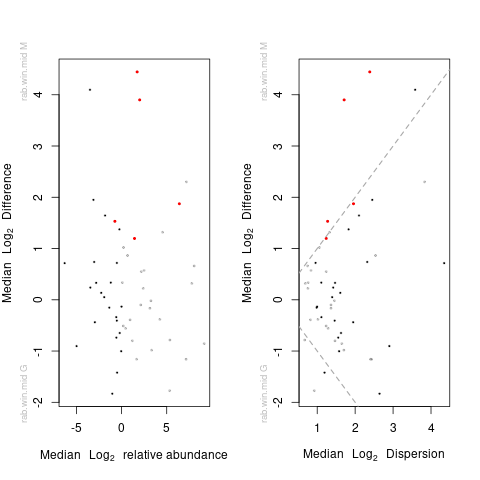 rab.win.mid M
rab.win.mid G
Median Log2 Difference
4
3
2
1
0
-1
-2
-5 0 5
Median Log2 relative abundance
rab.win.mid M
rab.win.mid G
Median Log2 Difference
4
3
2
1
0
-1
-2
1 2 3 4
Median Log2 Dispersion